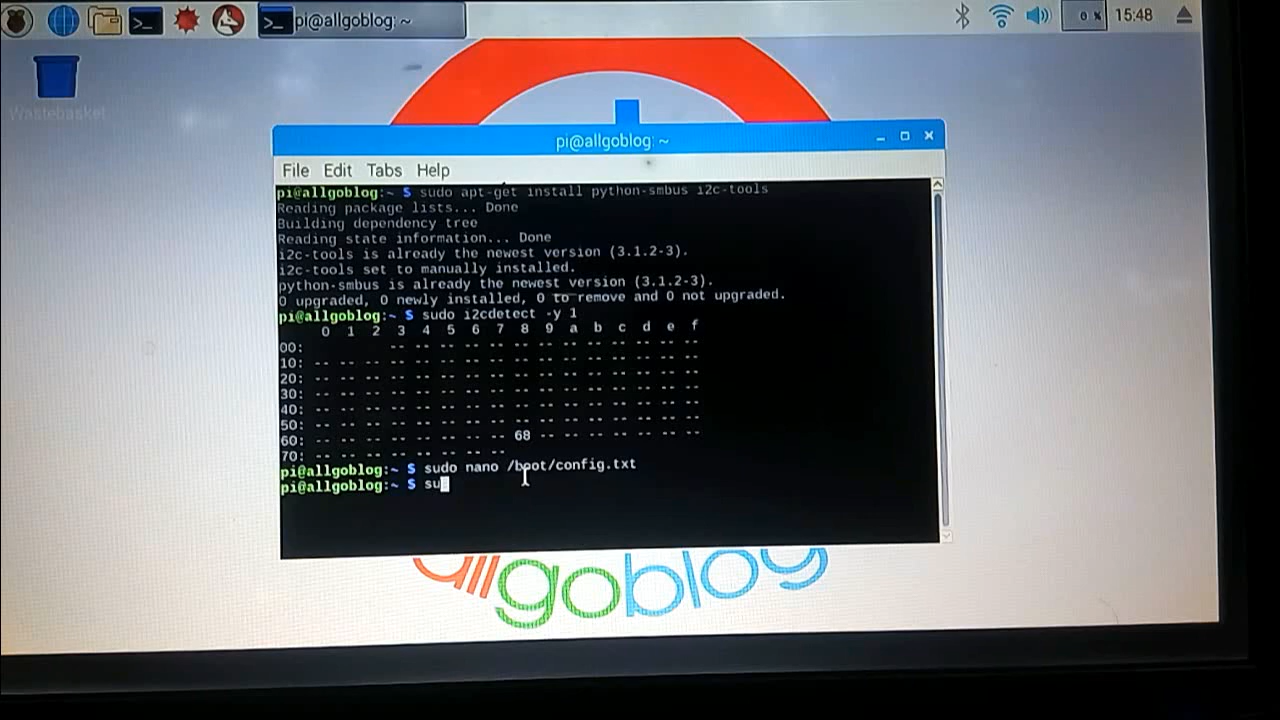 pi@allgoblog: ~
0 %
15:48
Wastebasket
pi@allgoblog: ~
File Edit Tabs Help
pi@allgoblog:~ $ sudo apt-get install python-smbus i2c-tools
Reading package lists... Done
Building dependency tree
Reading state information... Done
i2c-tools is already the newest version (3.1.2-3).
i2c-tools set to manually installed.
python-smbus is already the newest version (3.1.2-3).
0 upgraded, 0 newly installed, 0 to remove and 0 not upgraded.
pi@allgoblog:~ $ sudo i2cdetect -y 1
0 1 2 3 4 5 6 7 8 9 a b c d e f
00: -- -- -- -- -- -- -- -- -- -- -- -- --
10: -- -- -- -- -- -- -- -- -- -- -- -- -- -- -- --
20: -- -- -- -- -- -- -- -- -- -- -- -- -- -- -- --
30: -- -- -- -- -- -- -- -- -- -- -- -- -- -- -- --
40: -- -- -- -- -- -- -- -- -- -- -- -- -- -- -- --
50: -- -- -- -- -- -- -- -- -- -- -- -- -- -- -- --
60: -- -- -- -- -- -- -- -- 68 -- -- -- -- -- -- --
70: -- -- -- -- -- -- -- --
pi@allgoblog:~ $ sudo nano /boot/config.txt
pi@allgoblog:~ $ su
allgoblog